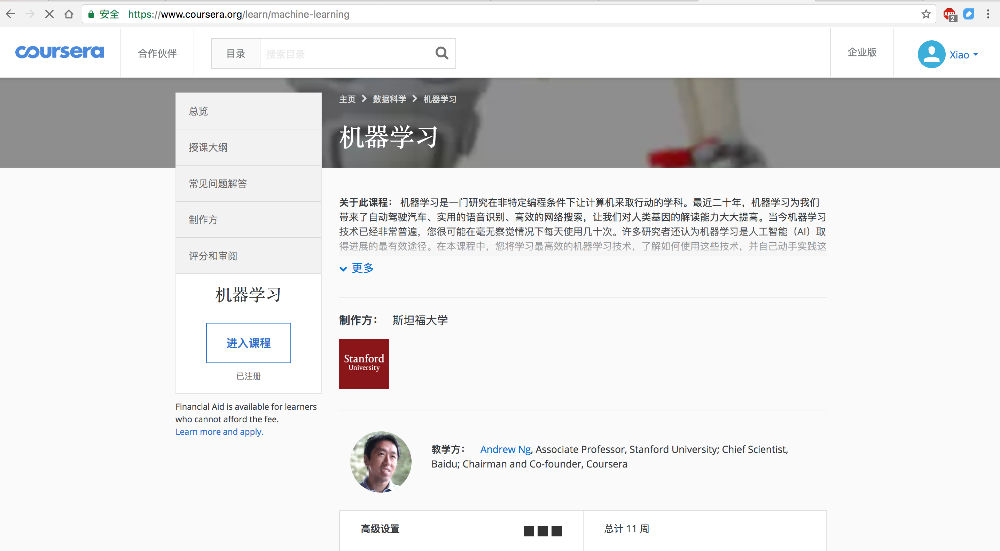 安全 https://www.coursera.org/learn/machine-learning
ABP 2
coursera 合作伙伴 目录 搜索目录 企业版 Xiao
主页 数据科学 机器学习
机器学习
总览
授课大纲
常见问题解答
制作方
评分和审阅
机器学习
进入课程
已注册
Financial Aid is available for learners
who cannot afford the fee.
Learn more and apply.
关于此课程： 机器学习是一门研究在非特定编程条件下让计算机采取行动的学科。最近二十年，机器学习为我们
带来了自动驾驶汽车、实用的语音识别、高效的网络搜索，让我们对人类基因的解读能力大大提高。当今机器学习
技术已经非常普遍，您很可能在毫无察觉情况下每天使用几十次。许多研究者还认为机器学习是人工智能（AI）取
得进展的最有效途径。在本课程中，您将学习最高效的机器学习技术，了解如何使用这些技术，并自己动手实践这
更多
制作方： 斯坦福大学
Stanford
University
教学方： Andrew Ng, Associate Professor, Stanford University; Chief Scientist,
Baidu; Chairman and Co-founder, Coursera
高级设置 总计 11 周